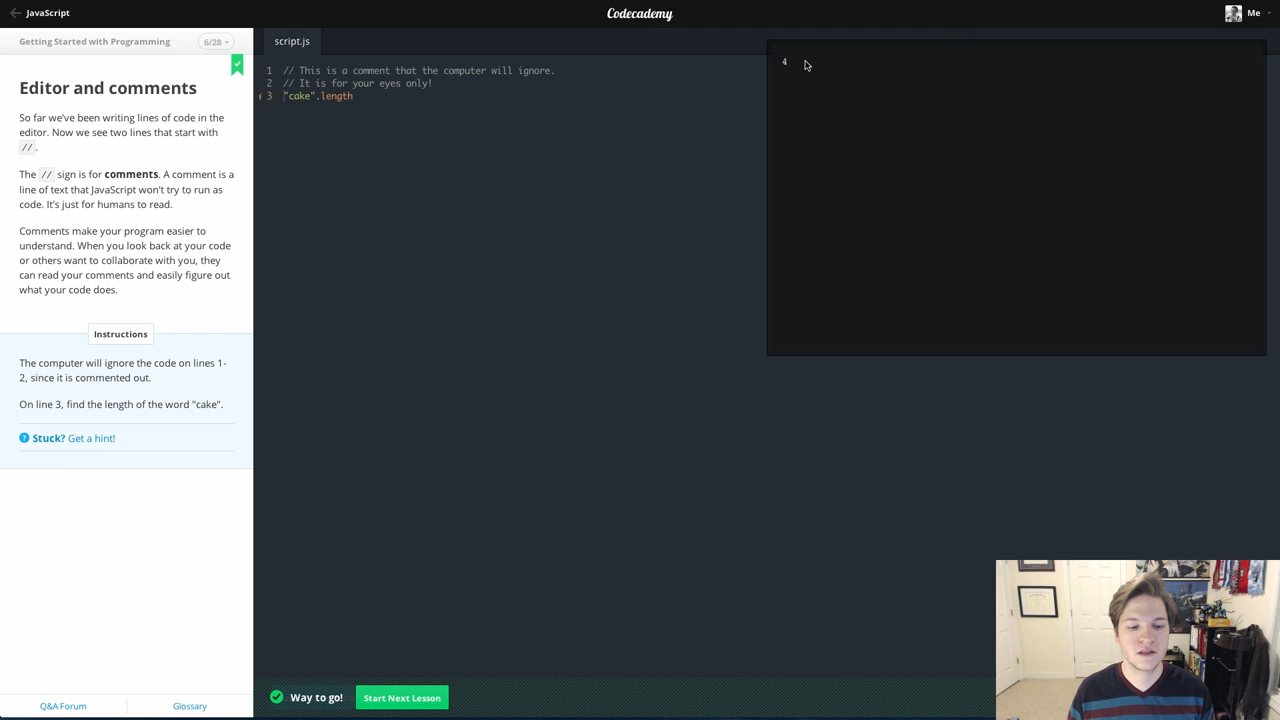 JavaScript
Codecademy
Me
Getting Started with Programming
6/28
script.js
Editor and comments
So far we've been writing lines of code in the
editor. Now we see two lines that start with
//.
The // sign is for comments. A comment is a
line of text that JavaScript won't try to run as
code. It's just for humans to read.
Comments make your program easier to
understand. When you look back at your code
or others want to collaborate with you, they
can read your comments and easily figure out
what your code does.
Instructions
The computer will ignore the code on lines 1-
2, since it is commented out.
On line 3, find the length of the word "cake".
Stuck? Get a hint!
Q&A Forum
Glossary
1 // This is a comment that the computer will ignore.
2 // It is for your eyes only!
i 3 "cake".length
4
Way to go!
Start Next Lesson